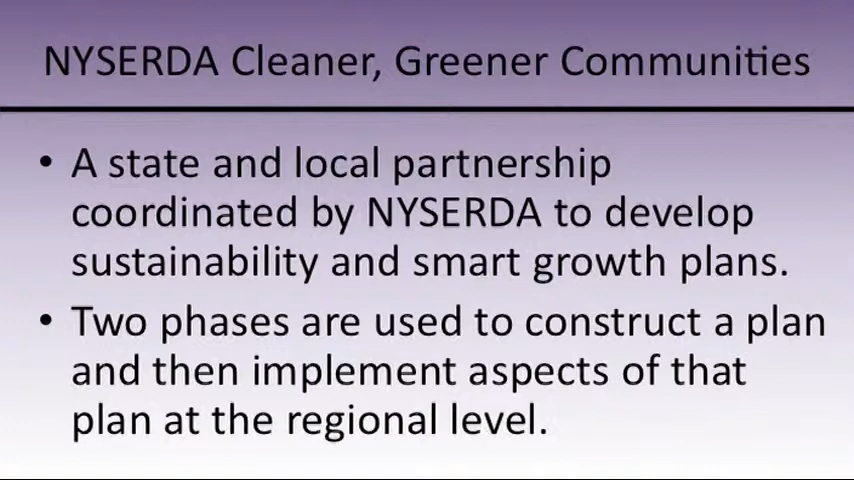 NYSERDA Cleaner, Greener Communities
• A state and local partnership
coordinated by NYSERDA to develop
sustainability and smart growth plans.
• Two phases are used to construct a plan
and then implement aspects of that
plan at the regional level.